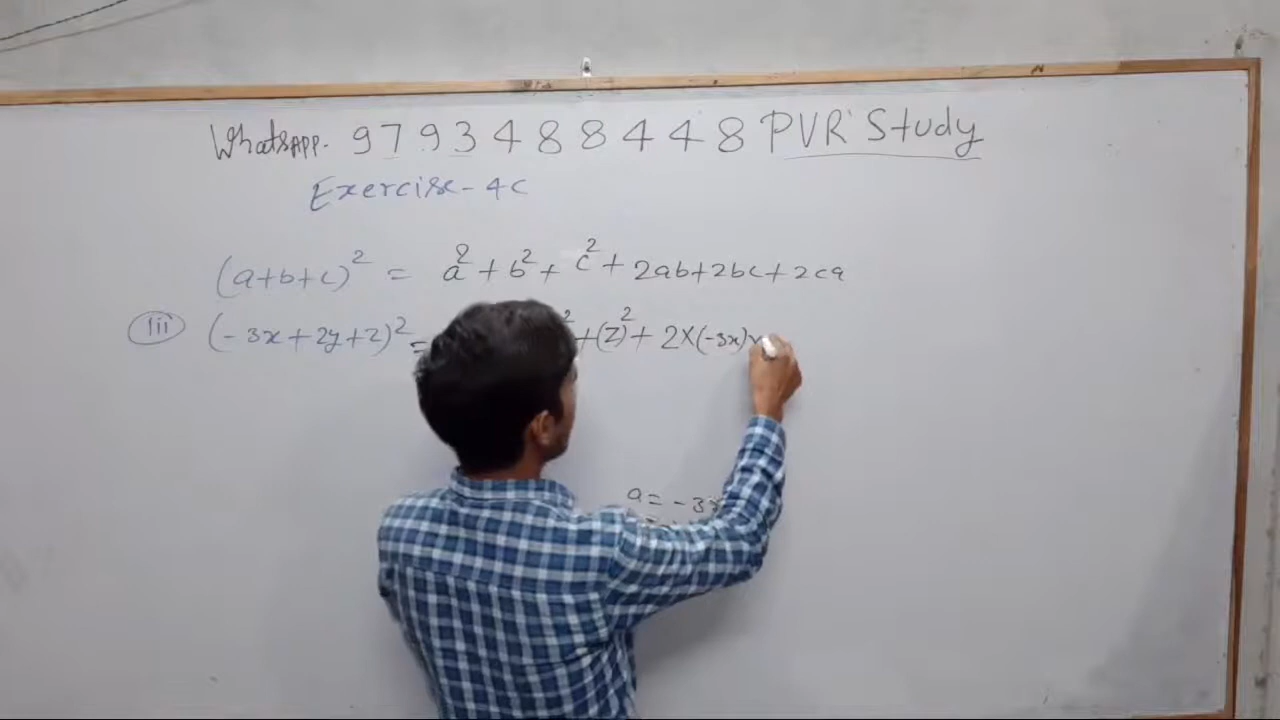 WhatsApp. 9793488448 PVR Study
Exercise - 4C
(a+b+c)² = a² + b² + c² + 2ab + 2bc + 2ca
(iii) (-3x+2y+z)² = ² + (z)² + 2×(-3x)×
a = -3x